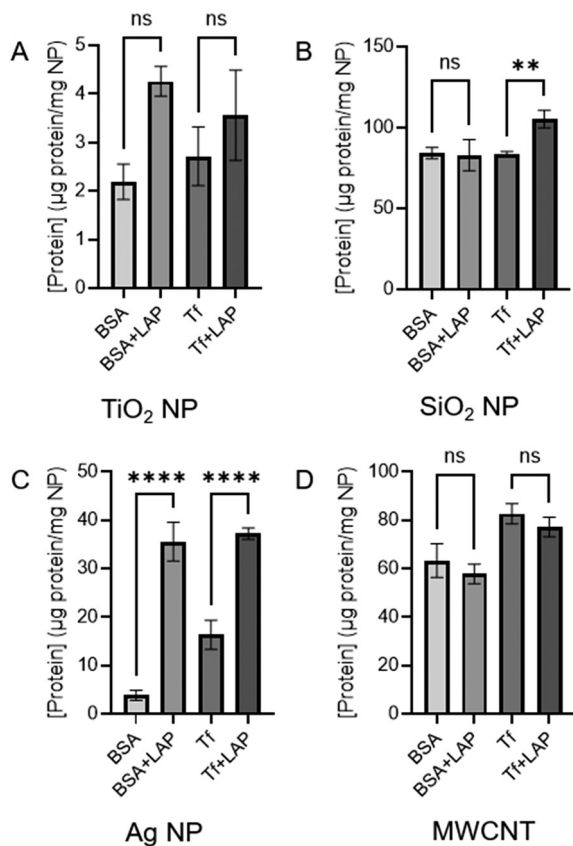 A
[Protein] (µg protein/mg NP)
ns
ns
5
4
3
2
1
0
BSA
BSA+LAP
Tf
Tf+LAP
TiO₂ NP
B
[Protein] (µg protein/mg NP)
ns
**
150
100
50
0
BSA
BSA+LAP
Tf
Tf+LAP
SiO₂ NP
C
[Protein] (µg protein/mg NP)
****
****
50
40
30
20
10
0
BSA
BSA+LAP
Tf
Tf+LAP
Ag NP
D
[Protein] (µg protein/mg NP)
ns
ns
100
80
60
40
20
0
BSA
BSA+LAP
Tf
Tf+LAP
MWCNT